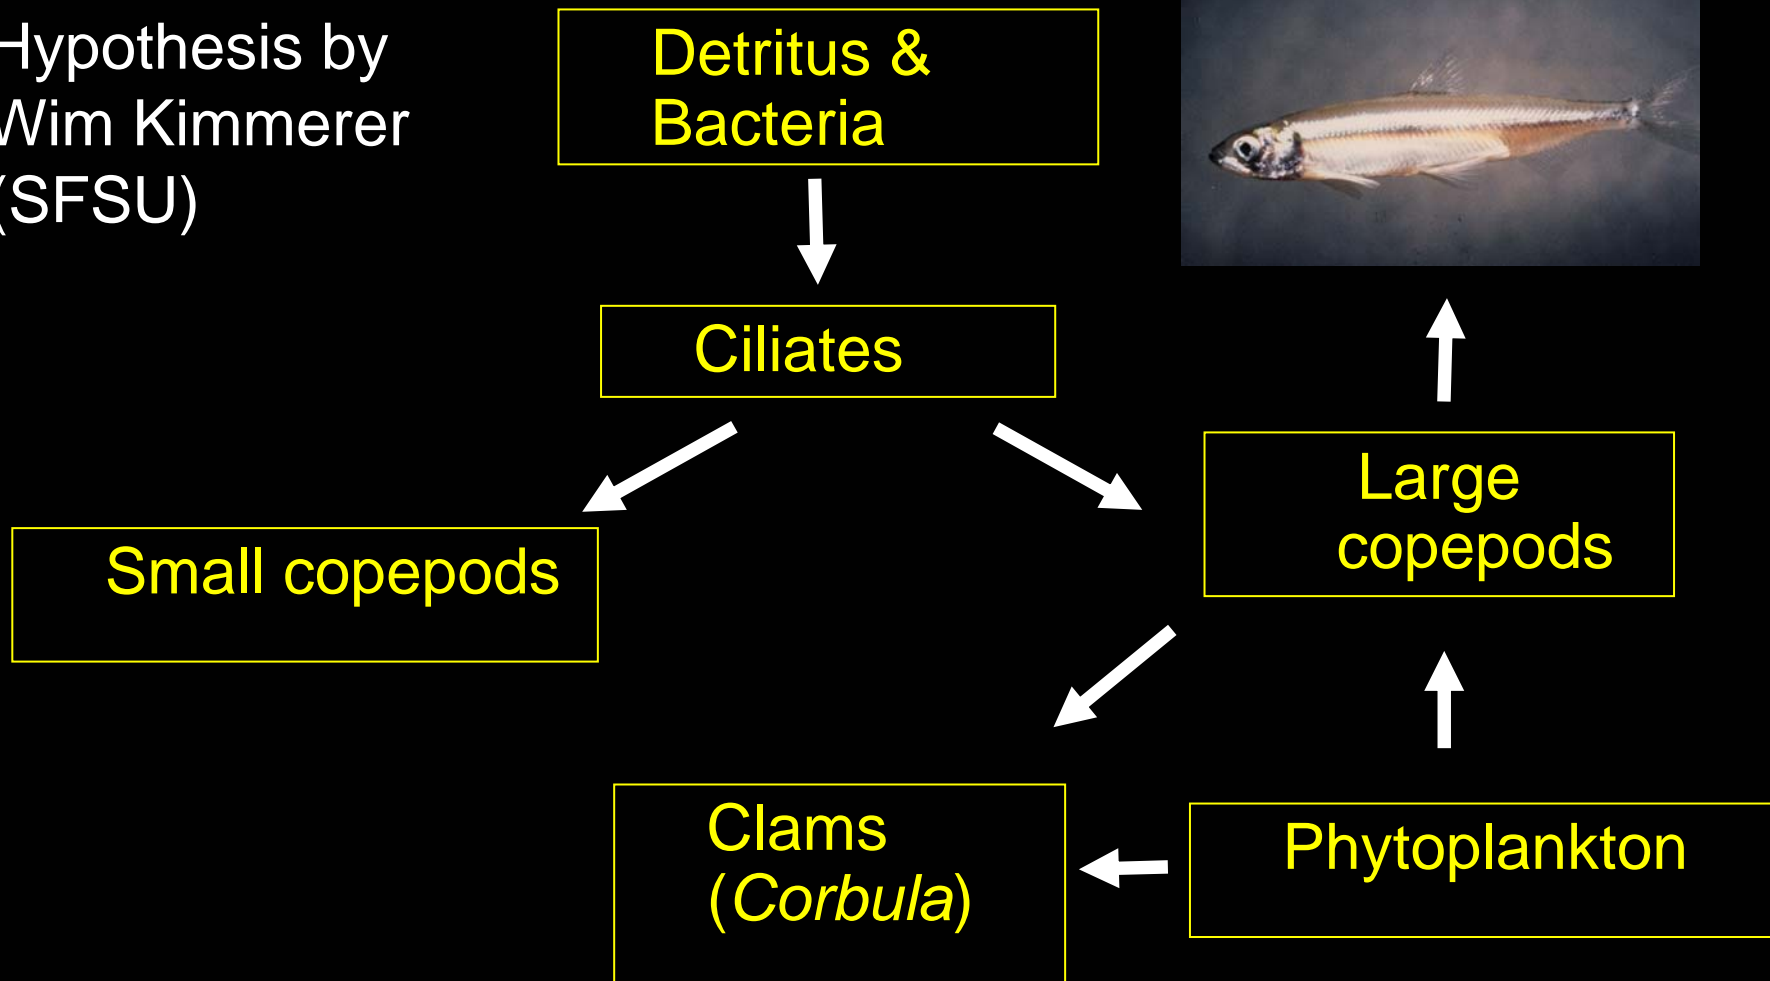 Hypothesis by
Wim Kimmerer
(SFSU)
Detritus &
Bacteria
Ciliates
Large
copepods
Small copepods
Clams
(Corbula)
Phytoplankton